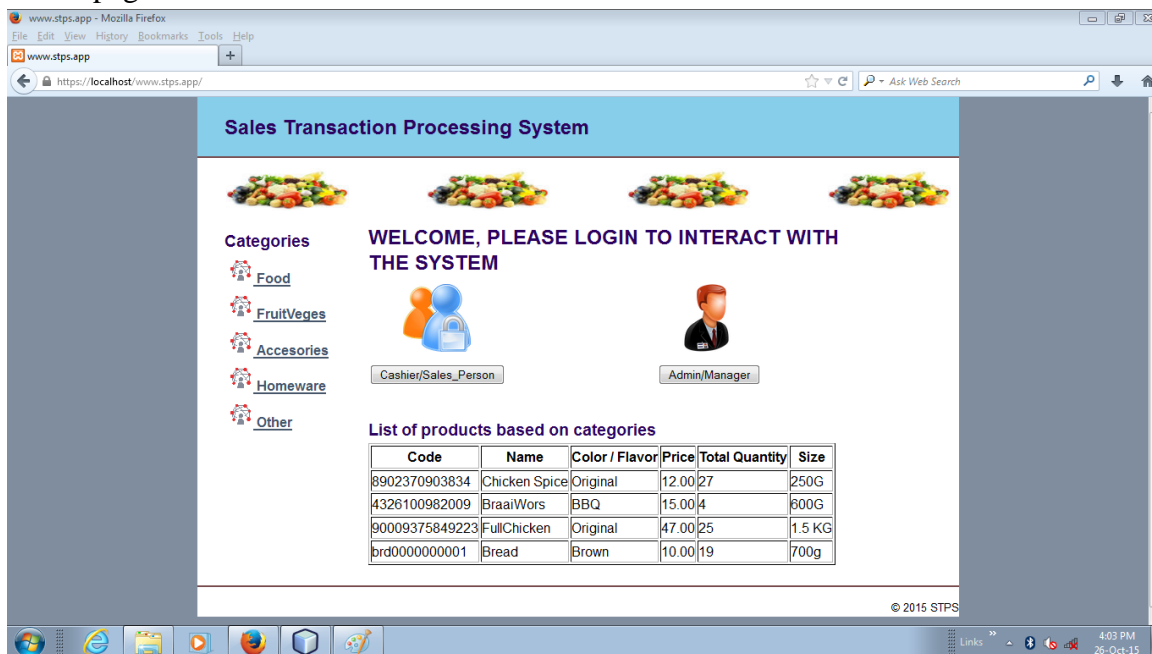 www.stps.app - Mozilla Firefox
File Edit View History Bookmarks Tools Help
www.stps.app +
https://localhost/www.stps.app/
Ask Web Search
Sales Transaction Processing System
Categories
Food
FruitVeges
Accesories
Homeware
Other
WELCOME, PLEASE LOGIN TO INTERACT WITH
THE SYSTEM
Cashier/Sales_Person Admin/Manager
List of products based on categories
Code Name Color / Flavor Price Total Quantity Size
8902370903834 Chicken Spice Original 12.00 27 250G
4326100982009 BraaiWors BBQ 15.00 4 600G
90009375849223 FullChicken Original 47.00 25 1.5 KG
brd0000000001 Bread Brown 10.00 19 700g
© 2015 STPS
Links
4:03 PM
26-Oct-15